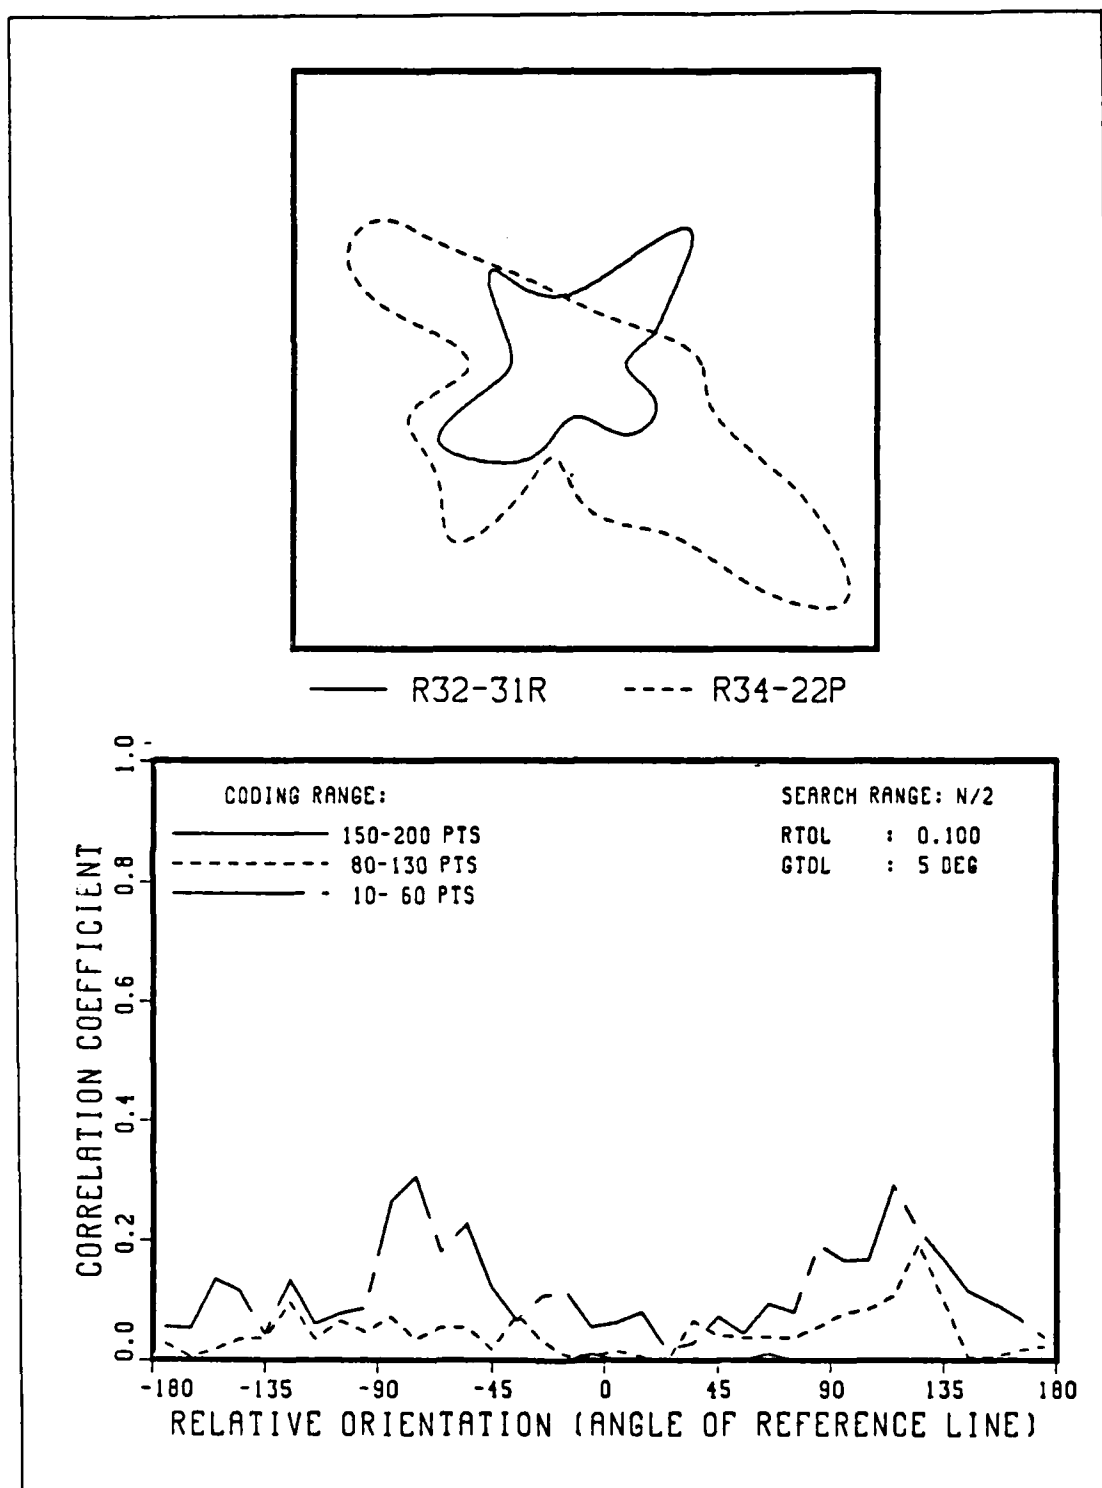 R32-31R R34-22P
CODING RANGE:
150-200 PTS
80-130 PTS
10- 60 PTS
SEARCH RANGE: N/2
RTOL : 0.100
GTOL : 5 DEG
CORRELATION COEFFICIENT
1.0
0.8
0.6
0.4
0.2
0.0
-180 -135 -90 -45 0 45 90 135 180
RELATIVE ORIENTATION (ANGLE OF REFERENCE LINE)